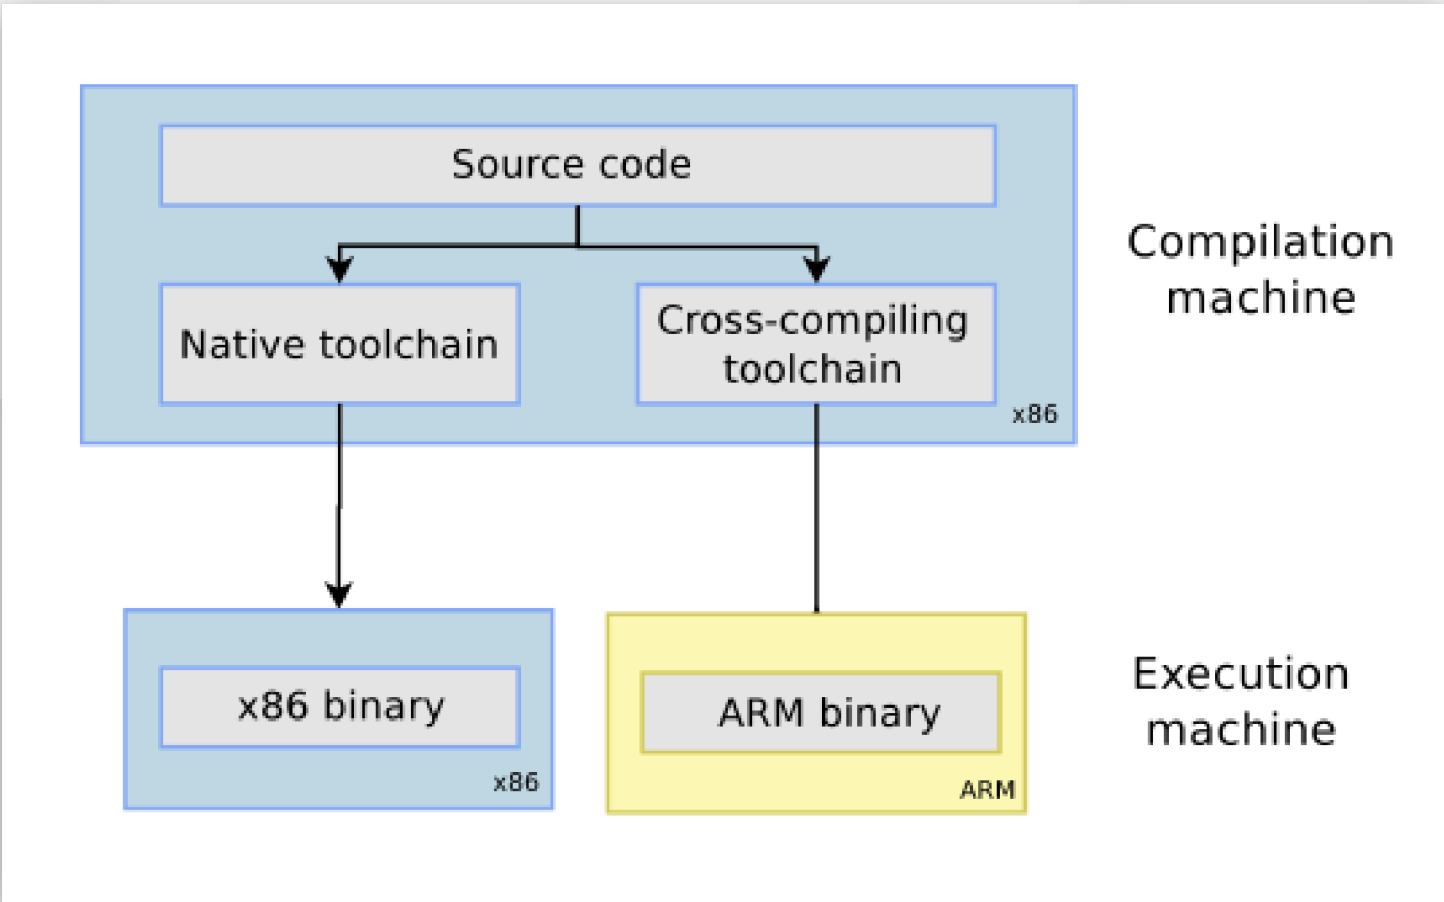 Source code
Compilation
machine
Native toolchain
Cross-compiling
toolchain
x86
x86 binary
x86
ARM binary
ARM
Execution
machine